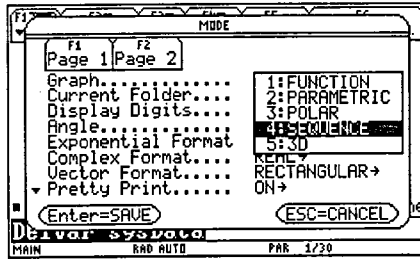 MODE
F1 F2
Page 1 Page 2
Graph..............
Current Folder....
Display Digits....
Angle..............
Exponential Format
Complex Format....
Vector Format.....
Pretty Print......
1:FUNCTION
2:PARAMETRIC
3:POLAR
4:SEQUENCE
5:3D
REAL→
RECTANGULAR→
ON→
Enter=SAVE ESC=CANCEL
DelVar sysData
MAIN RAD AUTO PAR 1/30